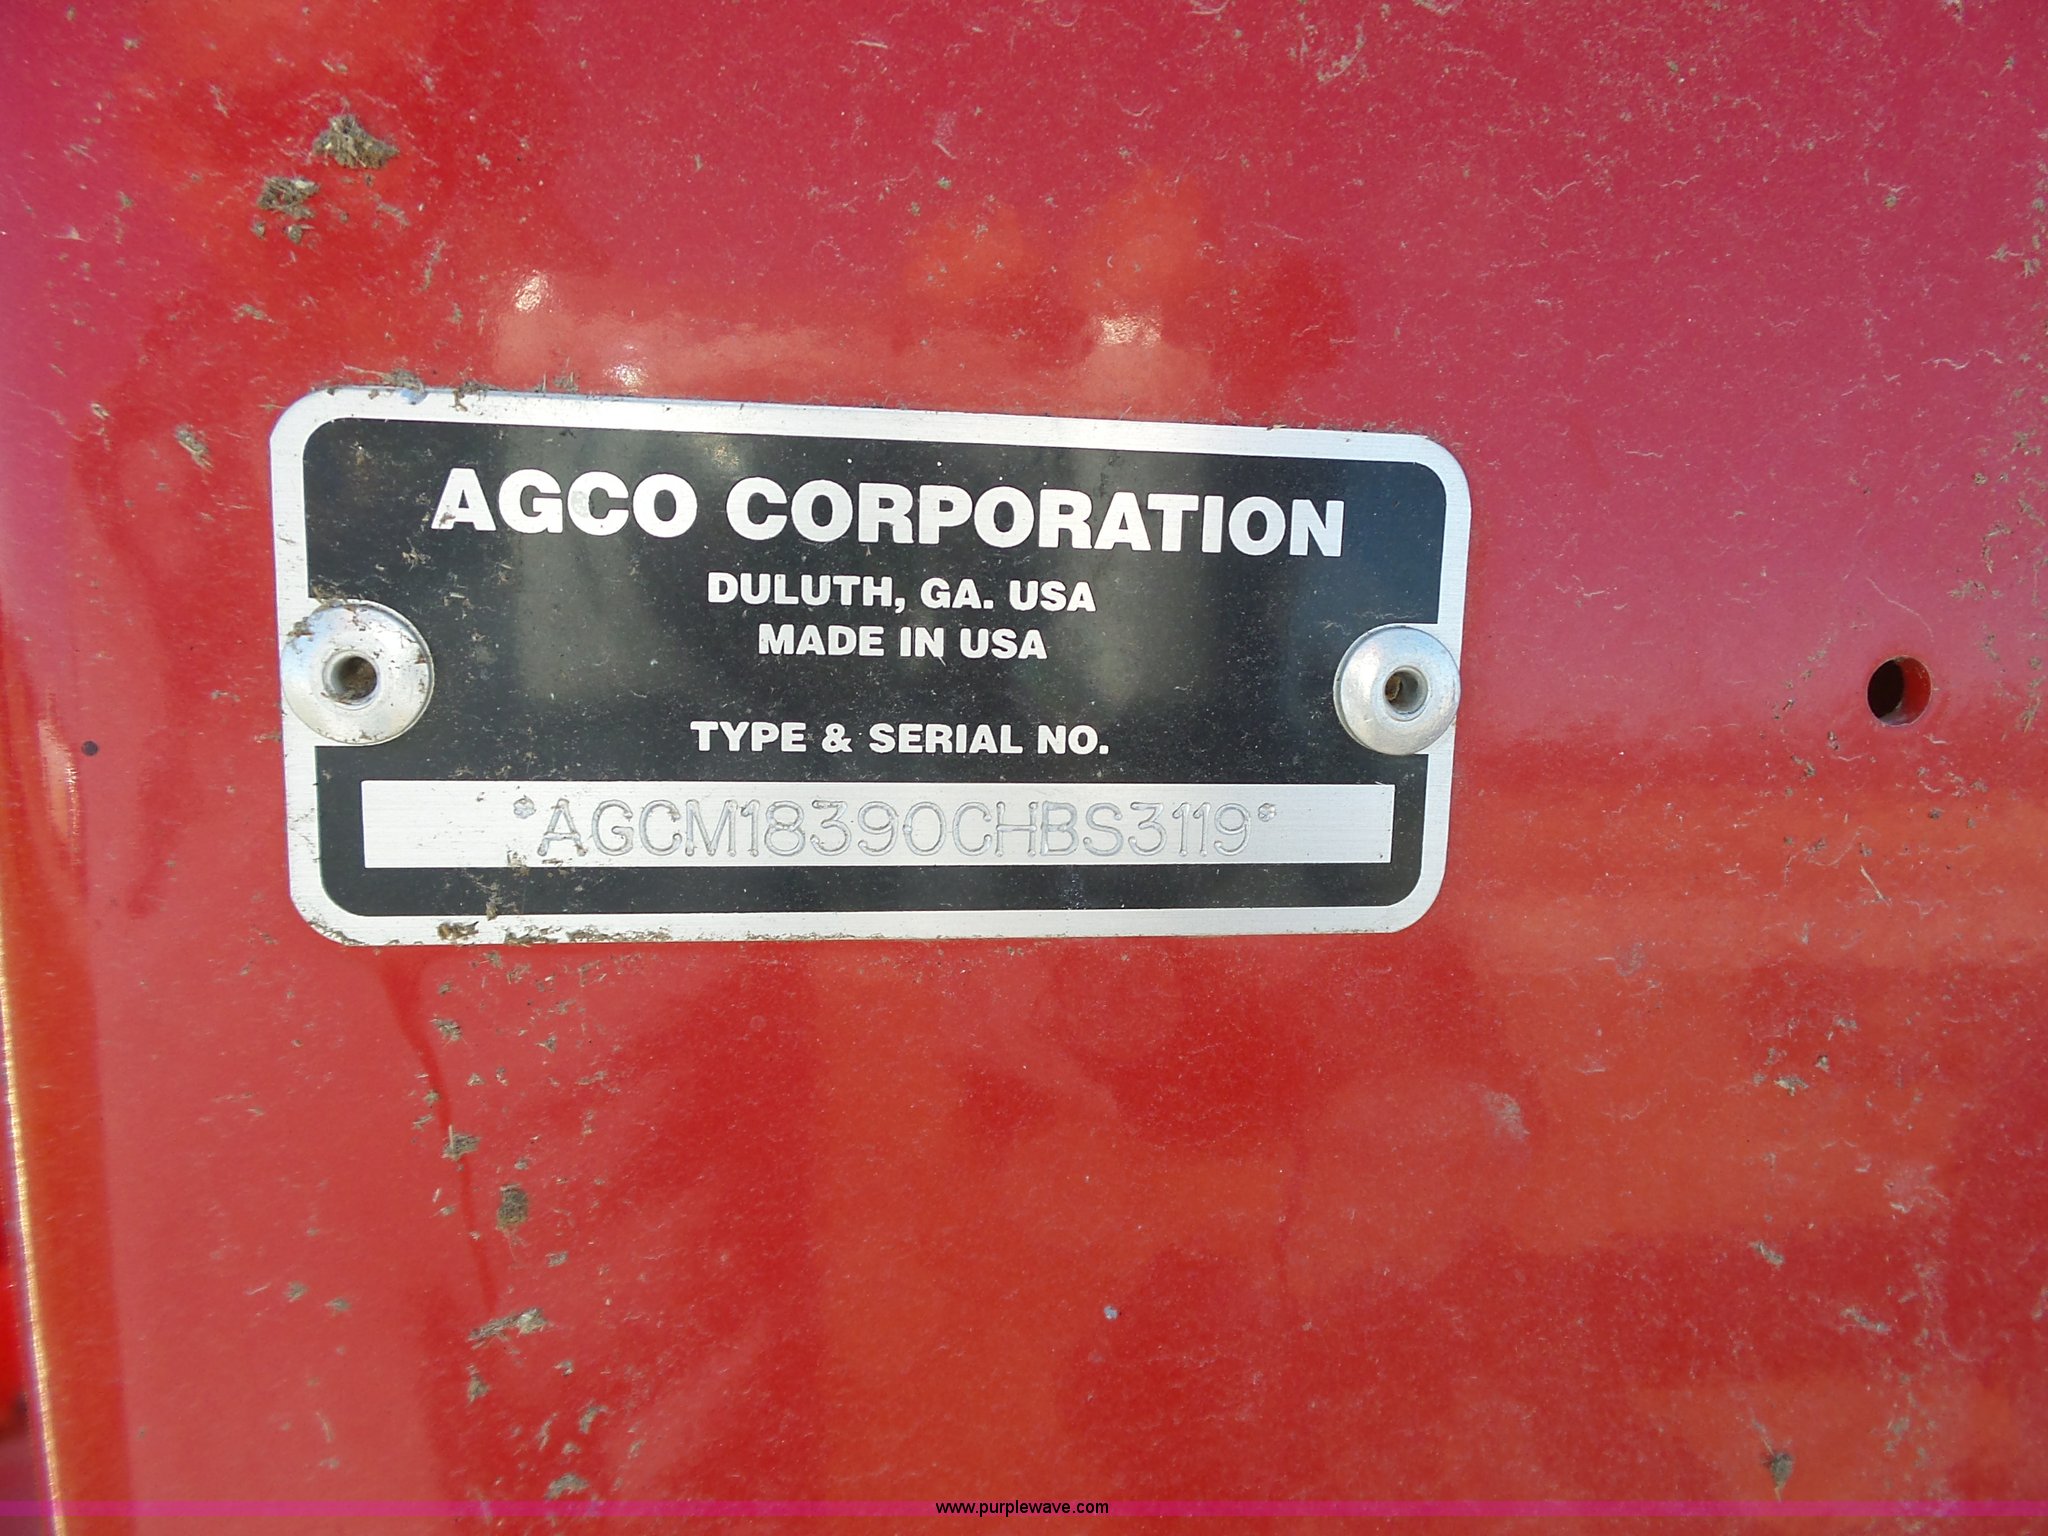 AGCO CORPORATION
DULUTH, GA. USA
MADE IN USA
TYPE & SERIAL NO.
*AGCM18390CHBS3119*
www.purplewave.com